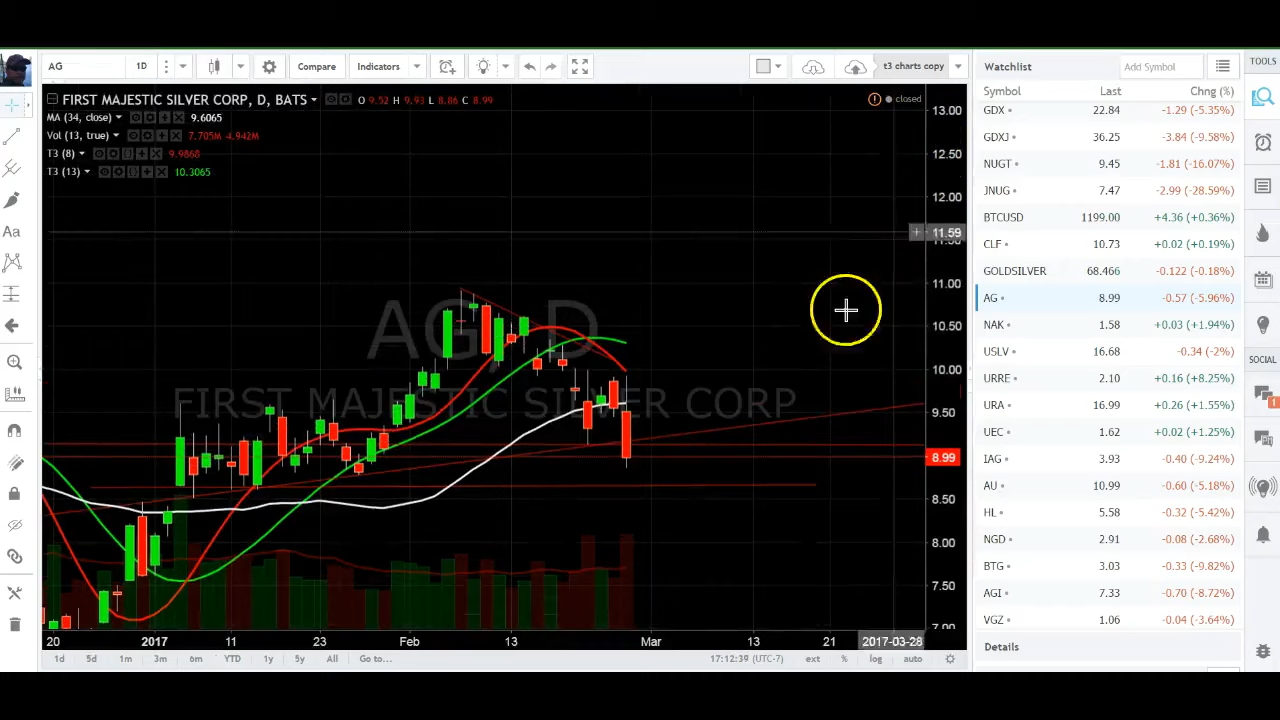 AG 1D Compare Indicators t3 charts copy
FIRST MAJESTIC SILVER CORP, D, BATS O 9.52 H 9.93 L 8.86 C 8.99 closed
MA (34, close) 9.6065
Vol (13, true) 7.705M 4.942M
T3 (8) 9.9868
T3 (13) 10.3065
AG, D
FIRST MAJESTIC SILVER CORP
13.00
12.50
12.00
11.59
11.50
11.00
10.50
10.00
9.50
8.99
8.50
8.00
7.50
7.00
20 2017 11 23 Feb 13 Mar 13 21 2017-03-28
1d 5d 1m 3m 6m YTD 1y 5y All Go to... 17:12:39 (UTC-7) ext % log auto
Aa
Watchlist Add Symbol
Symbol Last Chng (%)
GDX 22.84 -1.29 (-5.35%)
GDXJ 36.25 -3.84 (-9.58%)
NUGT 9.45 -1.81 (-16.07%)
JNUG 7.47 -2.99 (-28.59%)
BTCUSD 1199.00 +4.36 (+0.36%)
CLF 10.73 +0.02 (+0.19%)
GOLDSILVER 68.466 -0.122 (-0.18%)
AG 8.99 -0.57 (-5.96%)
NAK 1.58 +0.03 (+1.94%)
USLV 16.68 -0.34 (-2%)
URRE 2.10 +0.16 (+8.25%)
URA 16.99 +0.26 (+1.55%)
UEC 1.62 +0.02 (+1.25%)
IAG 3.93 -0.40 (-9.24%)
AU 10.99 -0.60 (-5.18%)
HL 5.58 -0.32 (-5.42%)
NGD 2.91 -0.08 (-2.68%)
BTG 3.03 -0.33 (-9.82%)
AGI 7.33 -0.70 (-8.72%)
VGZ 1.06 -0.04 (-3.64%)
Details
TOOLS
SOCIAL
1